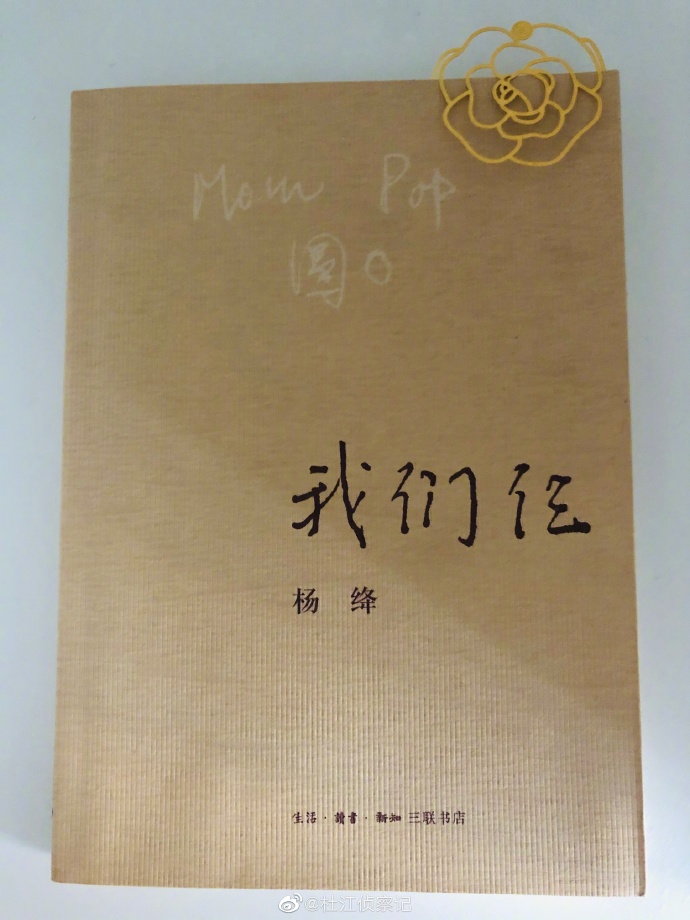 Mom Pop
圆O
我们仨
杨 绛
生活·讀書·新知 三联书店
@杜江侦察记